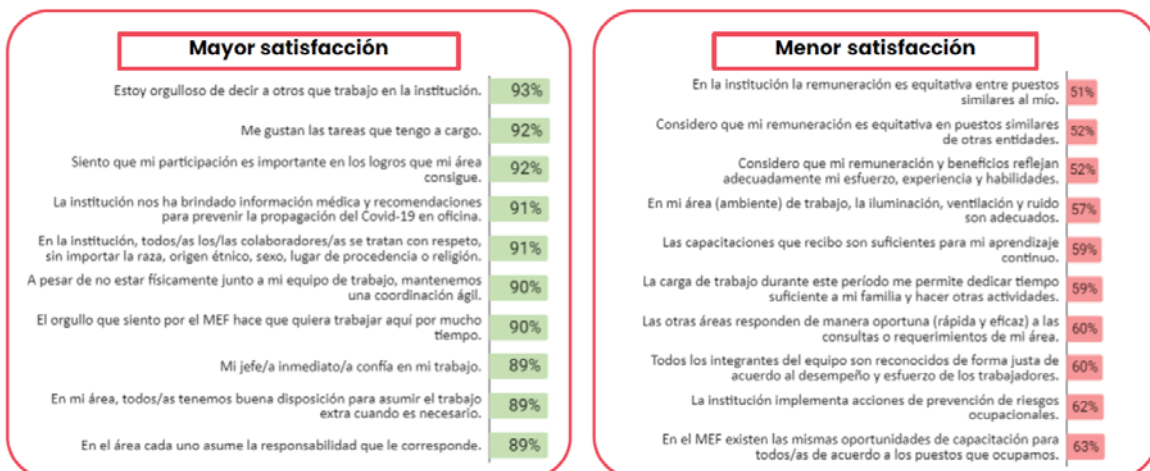 Mayor satisfacción
Estoy orgulloso de decir a otros que trabajo en la institución.
93%
Me gustan las tareas que tengo a cargo.
92%
Siento que mi participación es importante en los logros que mi área
consigue.
92%
La institución nos ha brindado información médica y recomendaciones
para prevenir la propagación del Covid-19 en oficina.
91%
En la institución, todos/as los/las colaboradores/as se tratan con respeto,
sin importar la raza, origen étnico, sexo, lugar de procedencia o religión.
91%
A pesar de no estar físicamente junto a mi equipo de trabajo, mantenemos
una coordinación ágil.
90%
El orgullo que siento por el MEF hace que quiera trabajar aquí por mucho
tiempo.
90%
Mi jefe/a inmediato/a confía en mi trabajo.
89%
En mi área, todos/as tenemos buena disposición para asumir el trabajo
extra cuando es necesario.
89%
En el área cada uno asume la responsabilidad que le corresponde.
89%
Menor satisfacción
En la institución la remuneración es equitativa entre puestos
similares al mío.
51%
Considero que mi remuneración es equitativa en puestos similares
de otras entidades.
52%
Considero que mi remuneración y beneficios reflejan
adecuadamente mi esfuerzo, experiencia y habilidades.
52%
En mi área (ambiente) de trabajo, la iluminación, ventilación y ruido
son adecuados.
57%
Las capacitaciones que recibo son suficientes para mi aprendizaje
continuo.
59%
La carga de trabajo durante este período me permite dedicar tiempo
suficiente a mi familia y hacer otras actividades.
59%
Las otras áreas responden de manera oportuna (rápida y eficaz) a las
consultas o requerimientos de mi área.
60%
Todos los integrantes del equipo son reconocidos de forma justa de
acuerdo al desempeño y esfuerzo de los trabajadores.
60%
La institución implementa acciones de prevención de riesgos
ocupacionales.
62%
En el MEF existen las mismas oportunidades de capacitación para
todos/as de acuerdo a los puestos que ocupamos.
63%